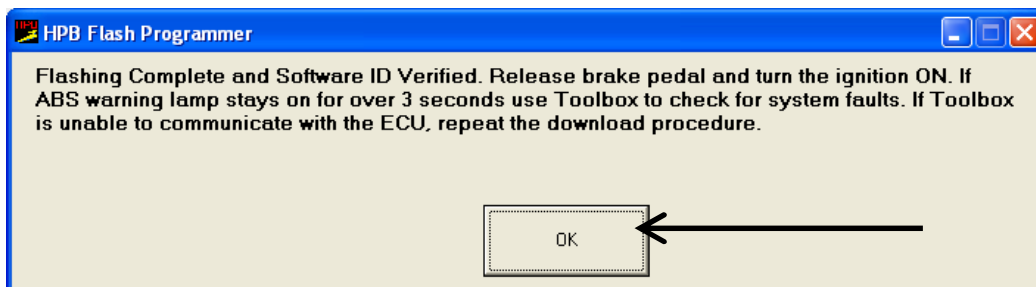 HPB Flash Programmer
Flashing Complete and Software ID Verified. Release brake pedal and turn the ignition ON. If
ABS warning lamp stays on for over 3 seconds use Toolbox to check for system faults. If Toolbox
is unable to communicate with the ECU, repeat the download procedure.
OK